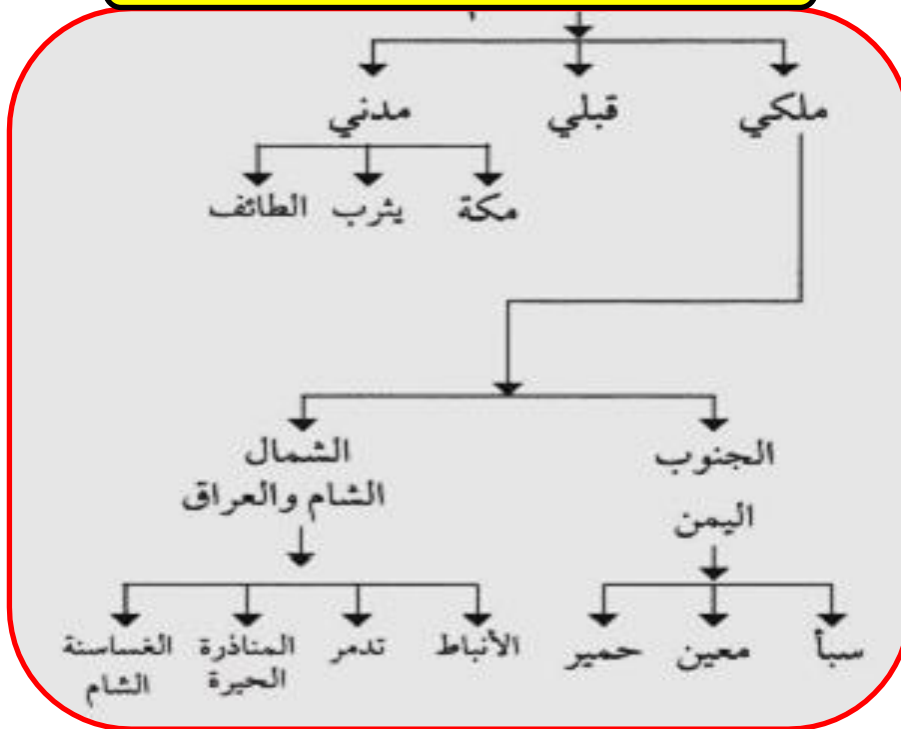 ملكي قبلي مدني
مكة يثرب الطائف
الجنوب الشمال
اليمن الشام والعراق
سبأ معين حمير الأنباط تدمر المناذرة الغساسنة
الحيرة الشام